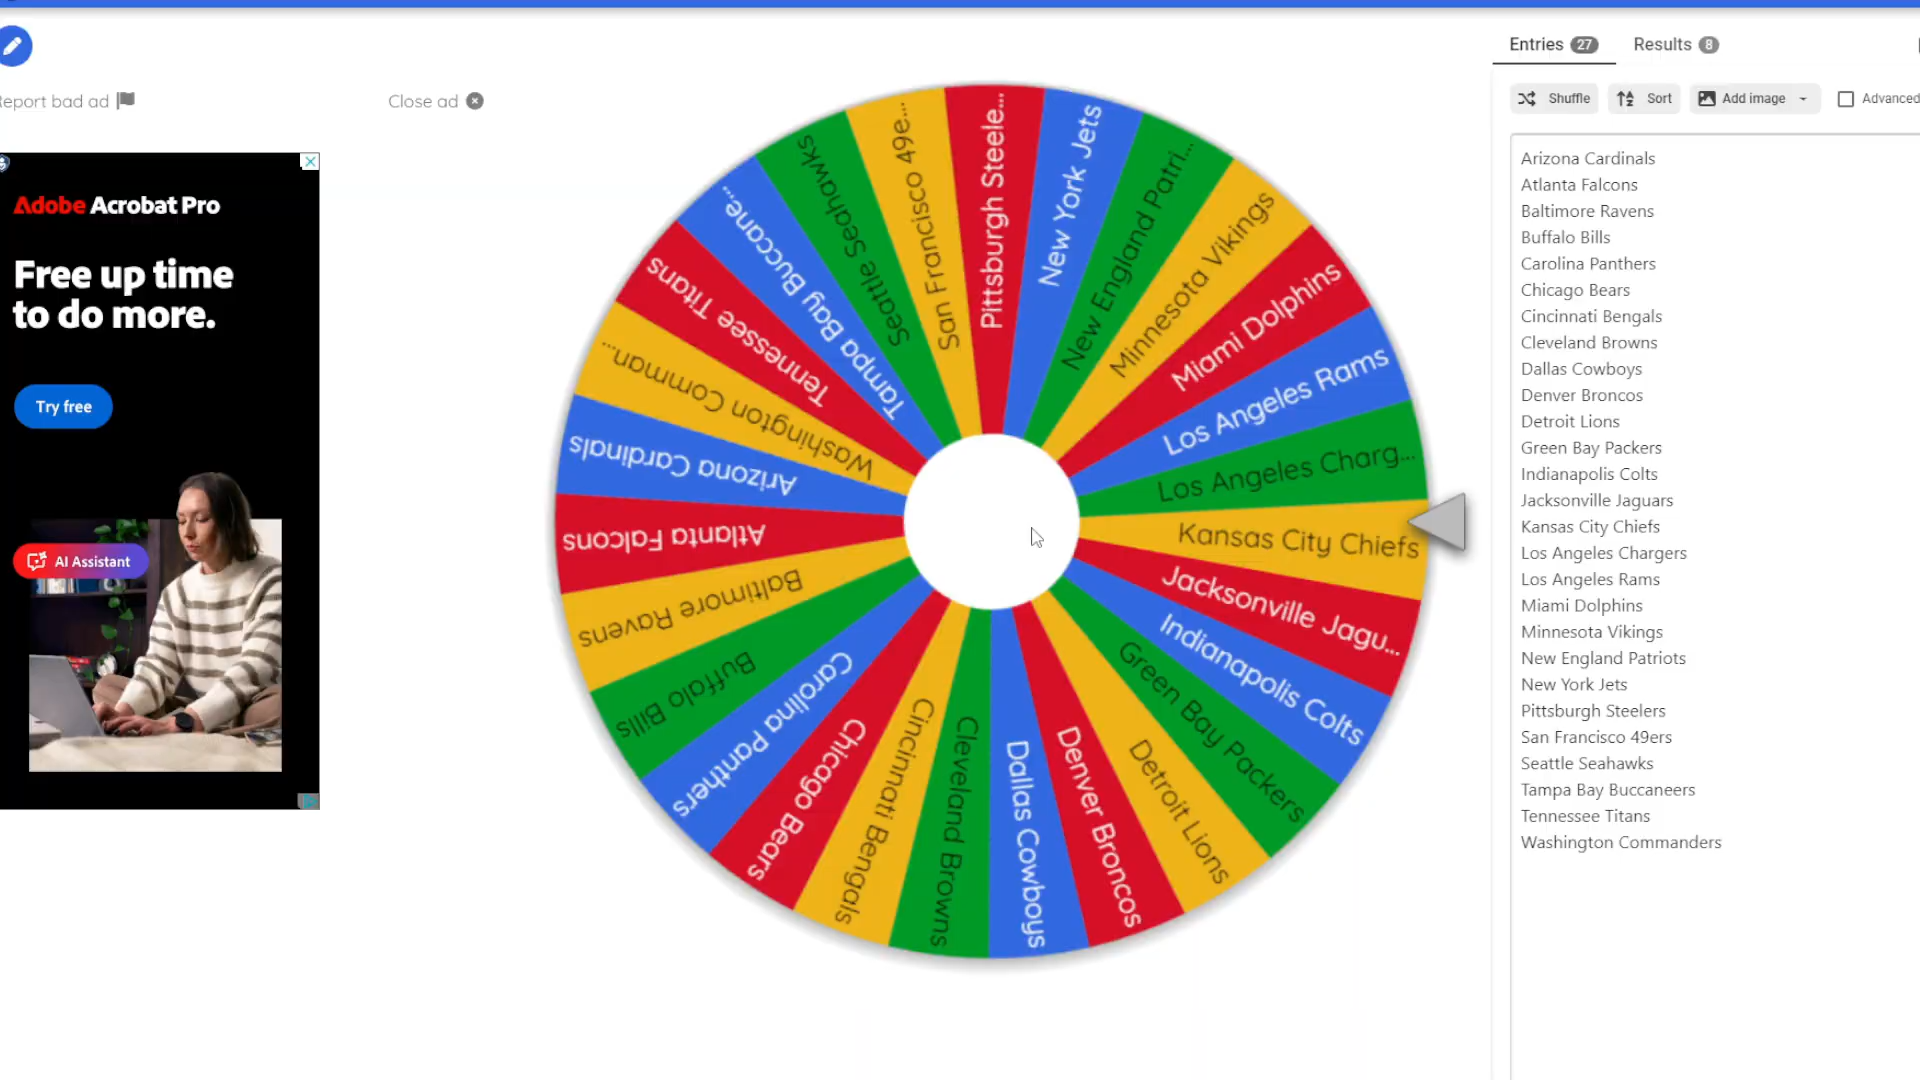 Entries 27
Results 8
Report bad ad
Close ad
Shuffle
Sort
Add image
Advanced
Adobe Acrobat Pro
Free up time
to do more.
Try free
AI Assistant
Pittsburgh Steele...
New York Jets
New England Patri...
Minnesota Vikings
Miami Dolphins
Los Angeles Rams
Los Angeles Charg...
Kansas City Chiefs
Jacksonville Jagu...
Indianapolis Colts
Green Bay Packers
Detroit Lions
Denver Broncos
Dallas Cowboys
Cleveland Browns
Cincinnati Bengals
Chicago Bears
Carolina Panthers
Buffalo Bills
Baltimore Ravens
Atlanta Falcons
Arizona Cardinals
Washington Comman...
Tennessee Titans
Tampa Bay Buccane...
Seattle Seahawks
San Francisco 49e...
Arizona Cardinals
Atlanta Falcons
Baltimore Ravens
Buffalo Bills
Carolina Panthers
Chicago Bears
Cincinnati Bengals
Cleveland Browns
Dallas Cowboys
Denver Broncos
Detroit Lions
Green Bay Packers
Indianapolis Colts
Jacksonville Jaguars
Kansas City Chiefs
Los Angeles Chargers
Los Angeles Rams
Miami Dolphins
Minnesota Vikings
New England Patriots
New York Jets
Pittsburgh Steelers
San Francisco 49ers
Seattle Seahawks
Tampa Bay Buccaneers
Tennessee Titans
Washington Commanders